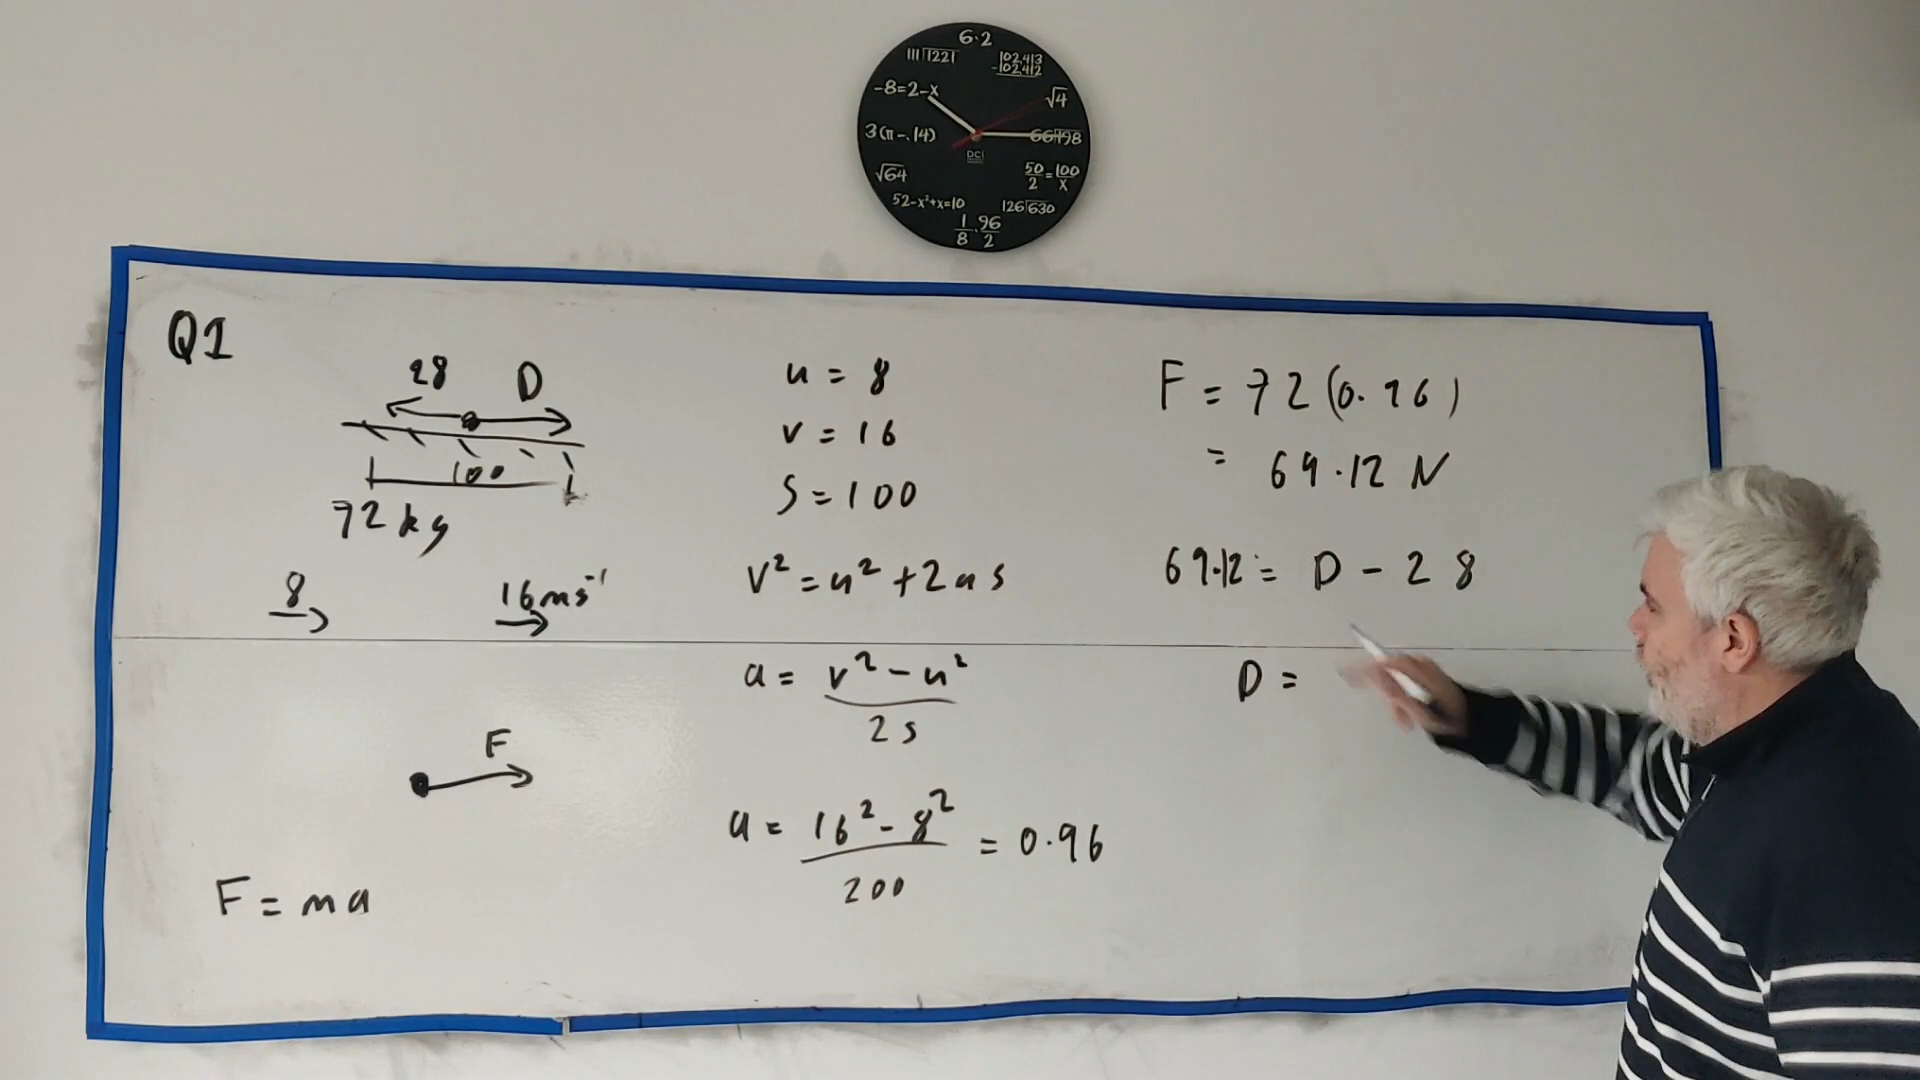 6·2
111⟌1221
102,413
-102,412
-8=2-x
√4
3(π-.14)
66⟌198
DCI
√64
50/2=100/x
52-x²+x=10
126⟌630
1/8·96/2
Q1
28 D
100
72 kg
8
16ms⁻¹
F
F = ma
u = 8
v = 16
s = 100
v² = u² + 2as
a = (v² - u²)/2s
a = (16² - 8²)/200 = 0.96
F = 72(0.96)
= 69.12 N
69.12 = D - 28
D =